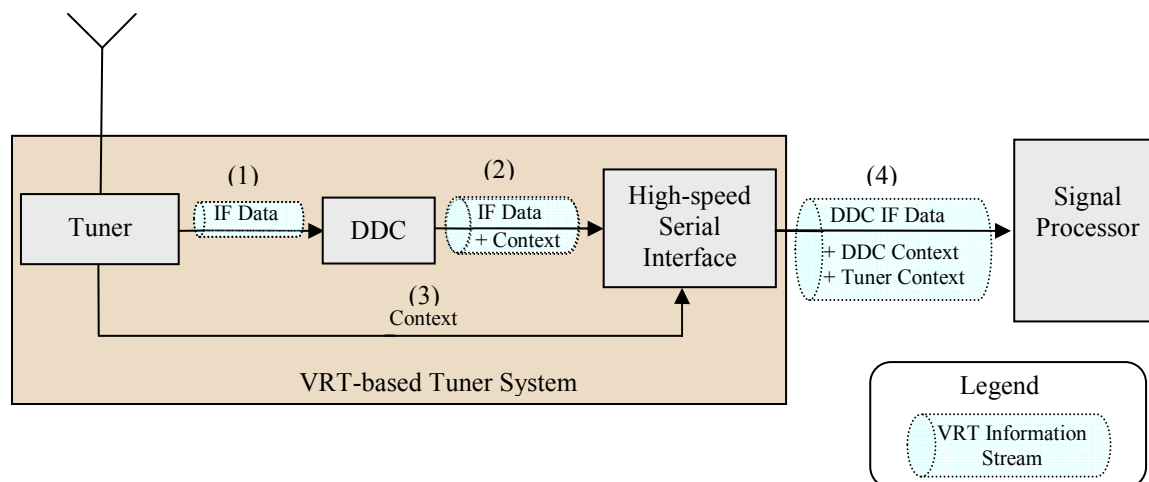 (1)
(2)
(4)
Tuner
IF Data
DDC
IF Data
+ Context
High-speed
Serial
Interface
DDC IF Data
+ DDC Context
+ Tuner Context
Signal
Processor
(3)
Context
VRT-based Tuner System
Legend
VRT Information
Stream